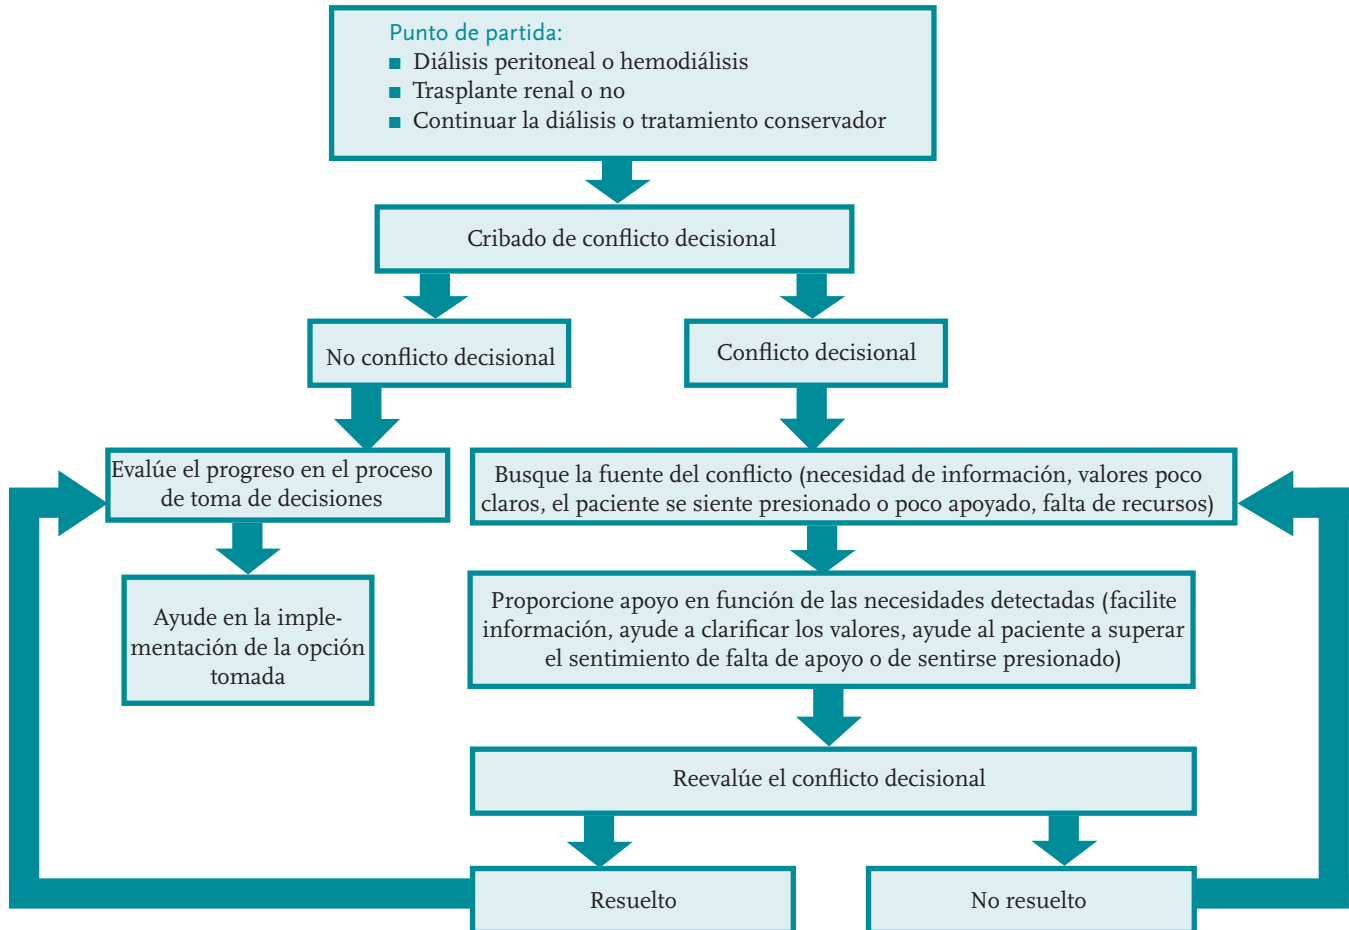 Punto de partida:
Diálisis peritoneal o hemodiálisis
Trasplante renal o no
Continuar la diálisis o tratamiento conservador
Cribado de conflicto decisional
No conflicto decisional
Conflicto decisional
Evalúe el progreso en el proceso
de toma de decisiones
Busque la fuente del conflicto (necesidad de información, valores poco
claros, el paciente se siente presionado o poco apoyado, falta de recursos)
Ayude en la imple-
mentación de la opción
tomada
Proporcione apoyo en función de las necesidades detectadas (facilite
información, ayude a clarificar los valores, ayude al paciente a superar
el sentimiento de falta de apoyo o de sentirse presionado)
Reevalúe el conflicto decisional
Resuelto
No resuelto